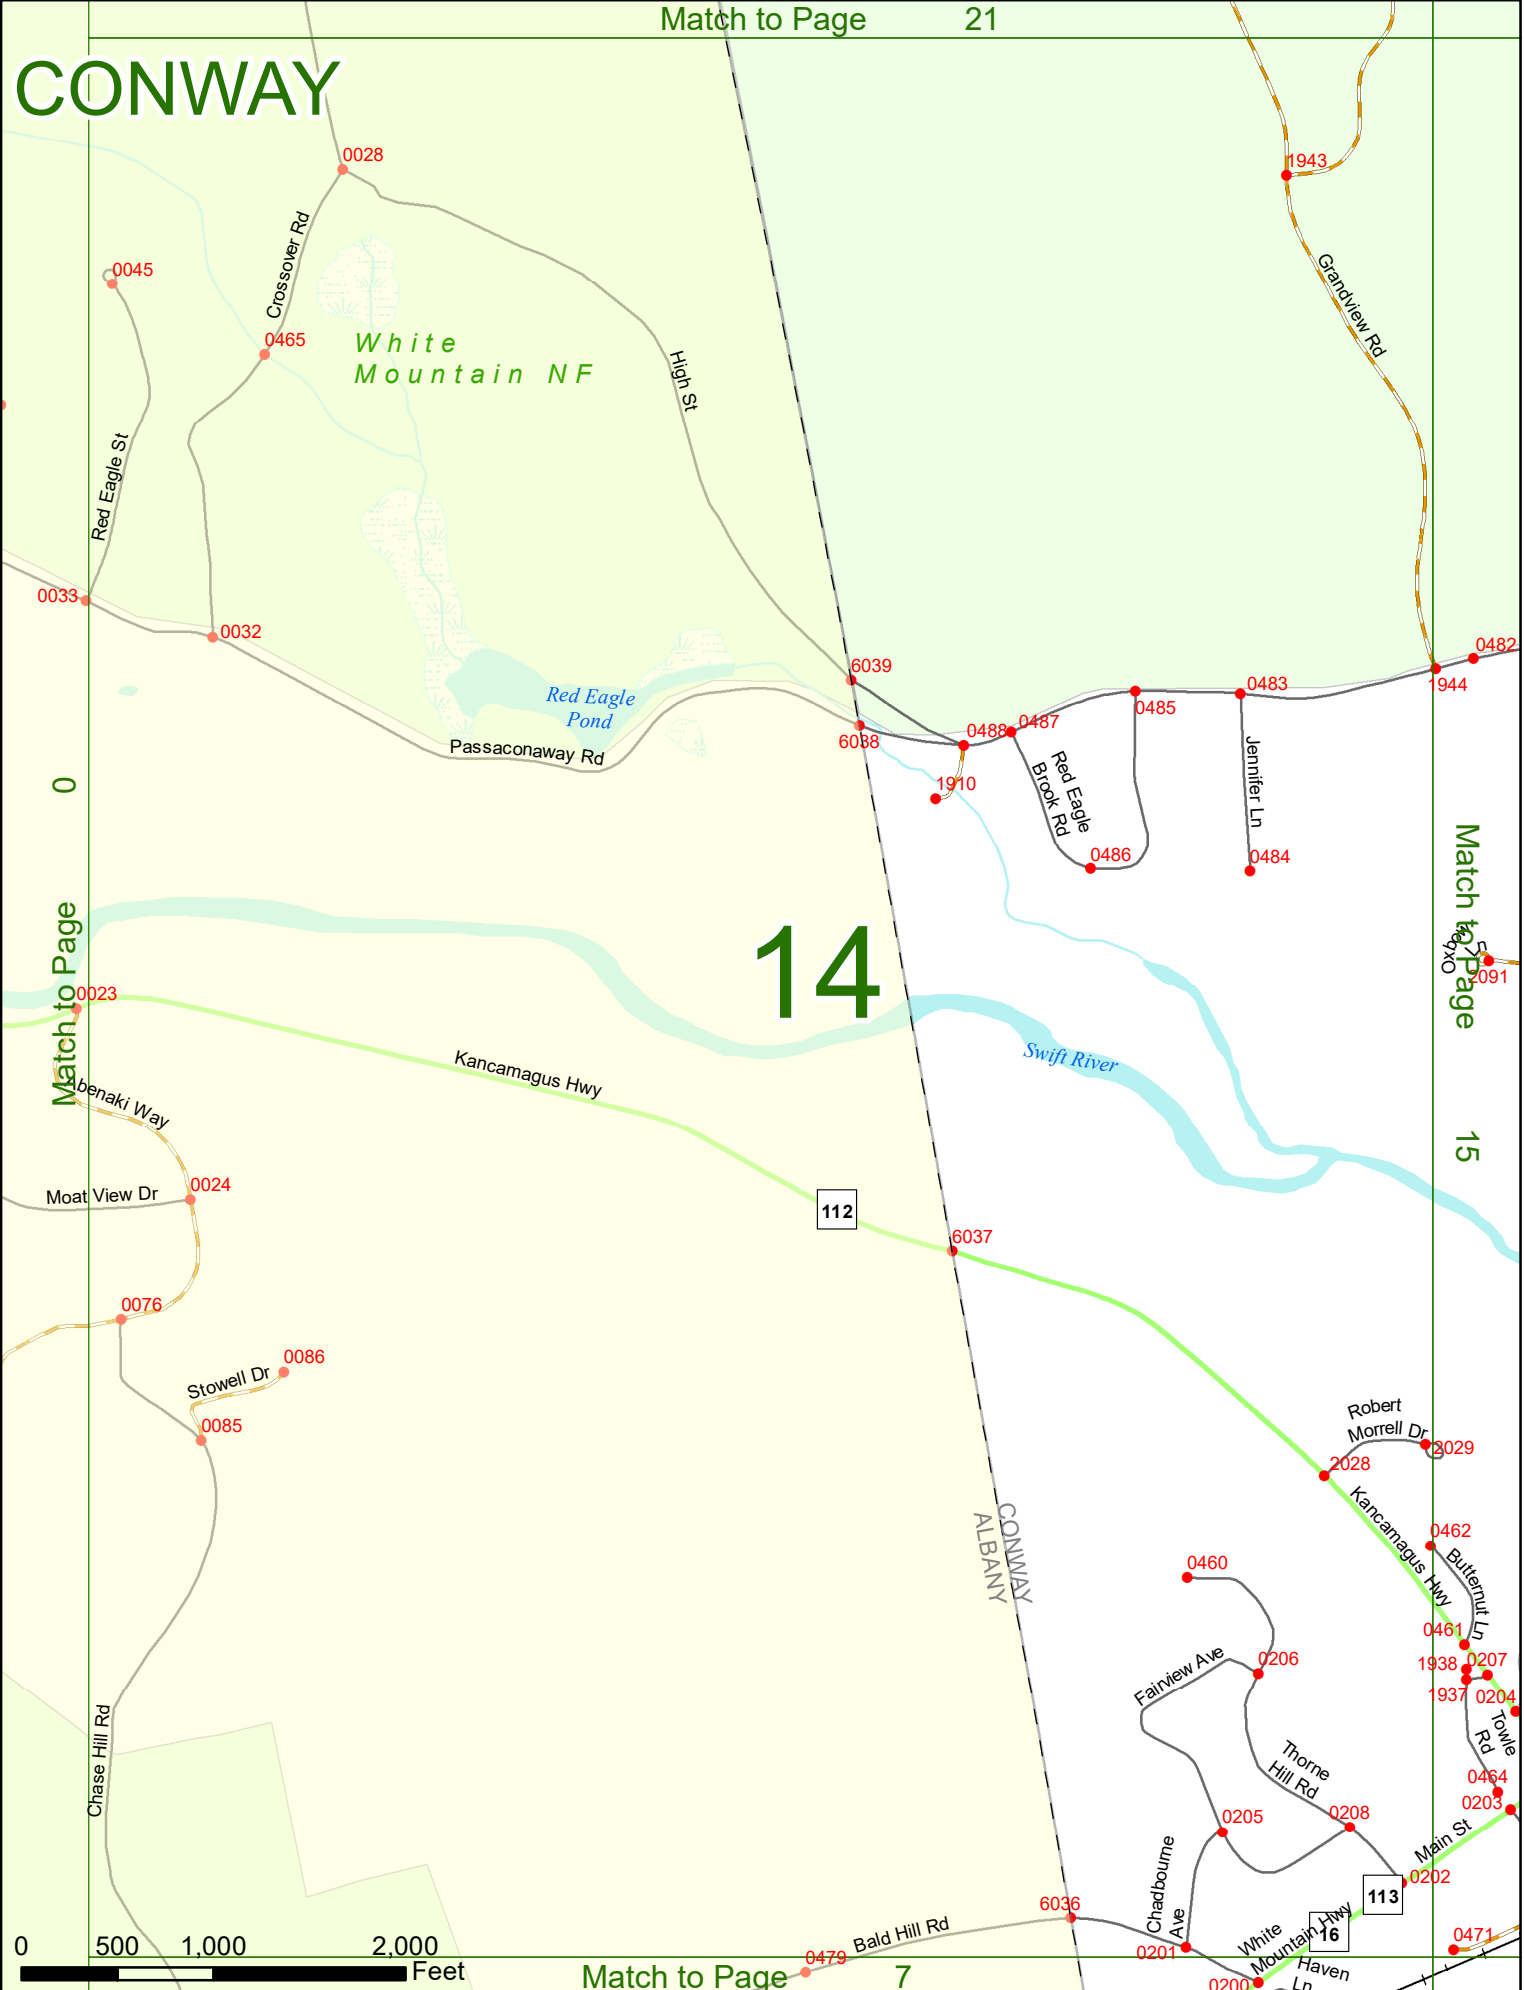 Match to Page 21
CONWAY
0028
1943
Crossover Rd
0045
Grandview Rd
0465
White
Mountain NF
High St
Red Eagle St
0033
0032
6039
0482
0483
1944
Red Eagle
Pond
0485
6038
0488
0487
Passaconaway Rd
1910
Red Eagle
Brook Rd
Jennifer Ln
0486
0484
Match to Page 0
Match to Page 15
14
2091
0023
Swift River
Kancamagus Hwy
Abenaki Way
Moat View Dr
0024
112
6037
0076
0086
Stowell Dr
0085
Robert
Morrell Dr
2029
2028
Kancamagus Hwy
CONWAY
ALBANY
0462
Butternut Ln
0460
0461
Fairview Ave
0206
1938
0207
1937
0204
Towle
Rd
Chase Hill Rd
Thorne
Hill Rd
0464
0203
0205
0208
Main St
Chadbourne
Ave
0202
113
6036
Bald Hill Rd
White
Mountain Hwy
16
0471
0201
0479
0200
Haven
Ln
0 500 1,000 2,000
Feet
Match to Page 7